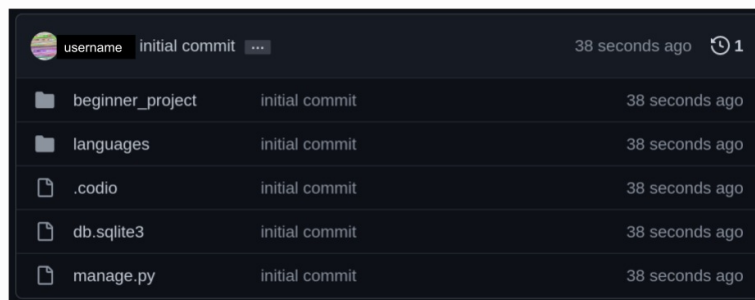 username initial commit ... 38 seconds ago 1
beginner_project initial commit 38 seconds ago
languages initial commit 38 seconds ago
.codio initial commit 38 seconds ago
db.sqlite3 initial commit 38 seconds ago
manage.py initial commit 38 seconds ago